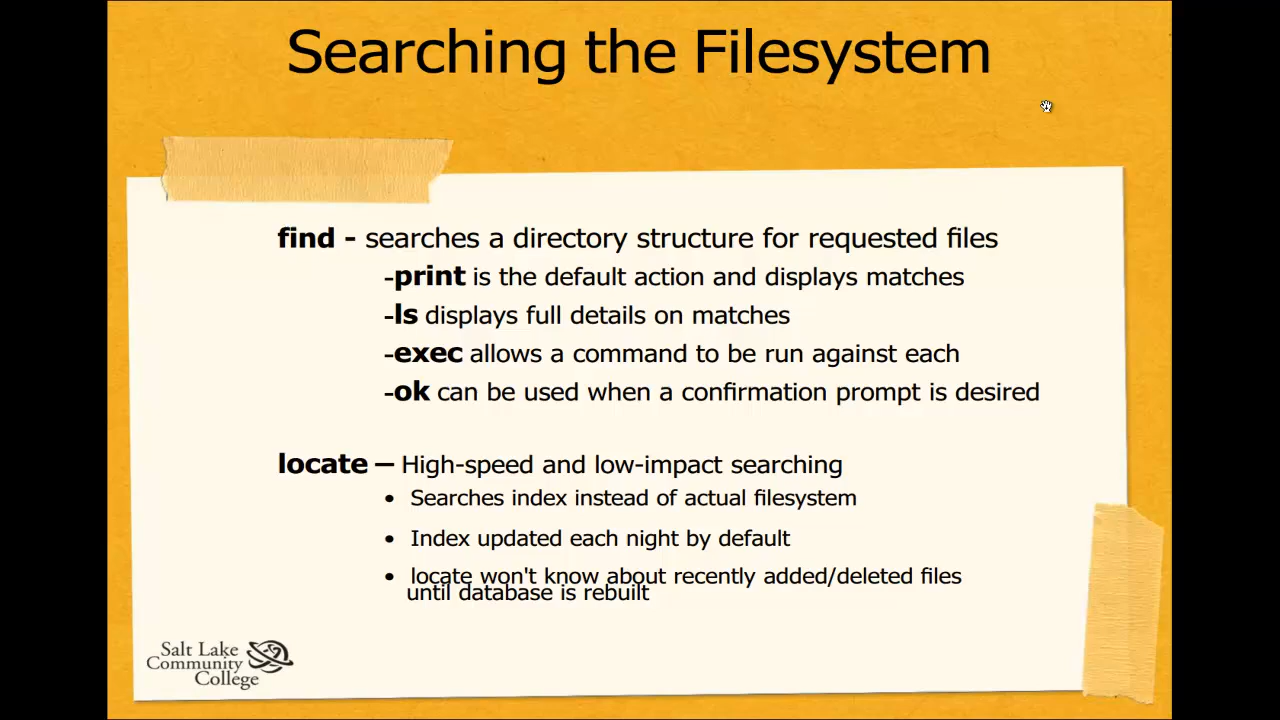 Searching the Filesystem
find - searches a directory structure for requested files
-print is the default action and displays matches
-ls displays full details on matches
-exec allows a command to be run against each
-ok can be used when a confirmation prompt is desired
locate – High-speed and low-impact searching
• Searches index instead of actual filesystem
• Index updated each night by default
• locate won't know about recently added/deleted files
until database is rebuilt
Salt Lake
Community
College